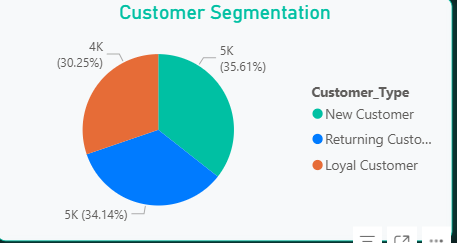 Customer Segmentation
4K
(30.25%)
5K
(35.61%)
Customer_Type
New Customer
Returning Custo...
Loyal Customer
5K (34.14%)